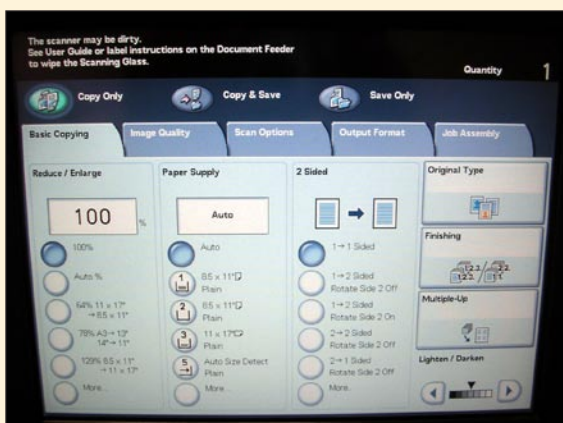 The scanner may be dirty.
See User Guide or label instructions on the Document Feeder
to wipe the Scanning Glass.
Quantity 1
Copy Only
Copy & Save
Save Only
Basic Copying
Image Quality
Scan Options
Output Format
Job Assembly
Reduce / Enlarge
100 %
100%
Auto %
64% 11 x 17"
→ 8.5 x 11"
78% A3→ 13"
14"→ 11"
129% 8.5 x 11"
→ 11 x 17"
More...
Paper Supply
Auto
Auto
1 8.5 x 11"
Plain
2 8.5 x 11"
Plain
3 11 x 17"
Plain
5 Auto Size Detect
Plain
More...
2 Sided
1→ 1 Sided
1→ 2 Sided
Rotate Side 2 Off
1→ 2 Sided
Rotate Side 2 On
2→ 2 Sided
Rotate Side 2 Off
2→ 1 Sided
Rotate Side 2 Off
More...
Original Type
Finishing
Multiple-Up
Lighten / Darken